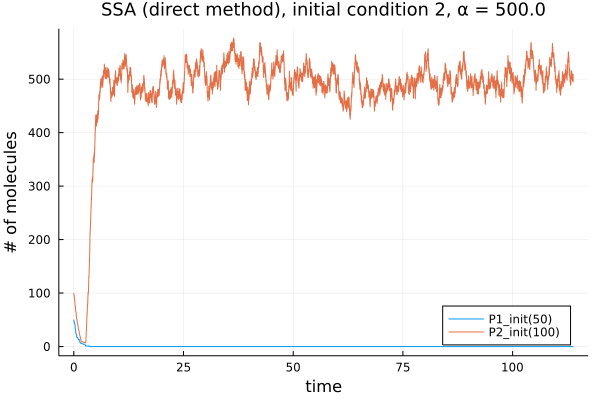 SSA (direct method), initial condition 2, α = 500.0
# of molecules
500
400
300
200
100
0
0
25
50
75
100
time
P1_init(50)
P2_init(100)